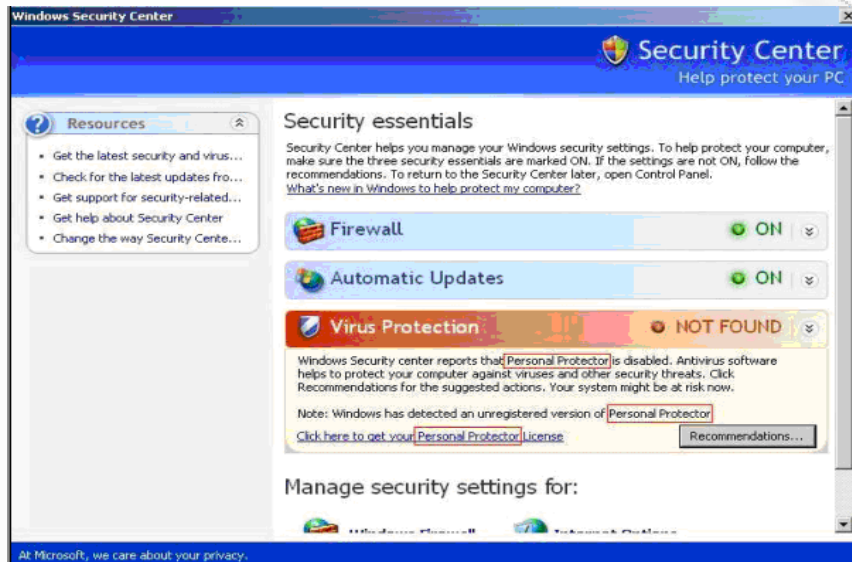 Windows Security Center
Security Center
Help protect your PC
Resources
Get the latest security and virus...
Check for the latest updates fro...
Get support for security-related...
Get help about Security Center
Change the way Security Cente...
Security essentials
Security Center helps you manage your Windows security settings. To help protect your computer,
make sure the three security essentials are marked ON. If the settings are not ON, follow the
recommendations. To return to the Security Center later, open Control Panel.
What's new in Windows to help protect my computer?
Firewall ON
Automatic Updates ON
Virus Protection NOT FOUND
Windows Security center reports that Personal Protector is disabled. Antivirus software
helps to protect your computer against viruses and other security threats. Click
Recommendations for the suggested actions. Your system might be at risk now.
Note: Windows has detected an unregistered version of Personal Protector
Click here to get your Personal Protector License
Recommendations...
Manage security settings for:
Windows Firewall Internet Options
At Microsoft, we care about your privacy.